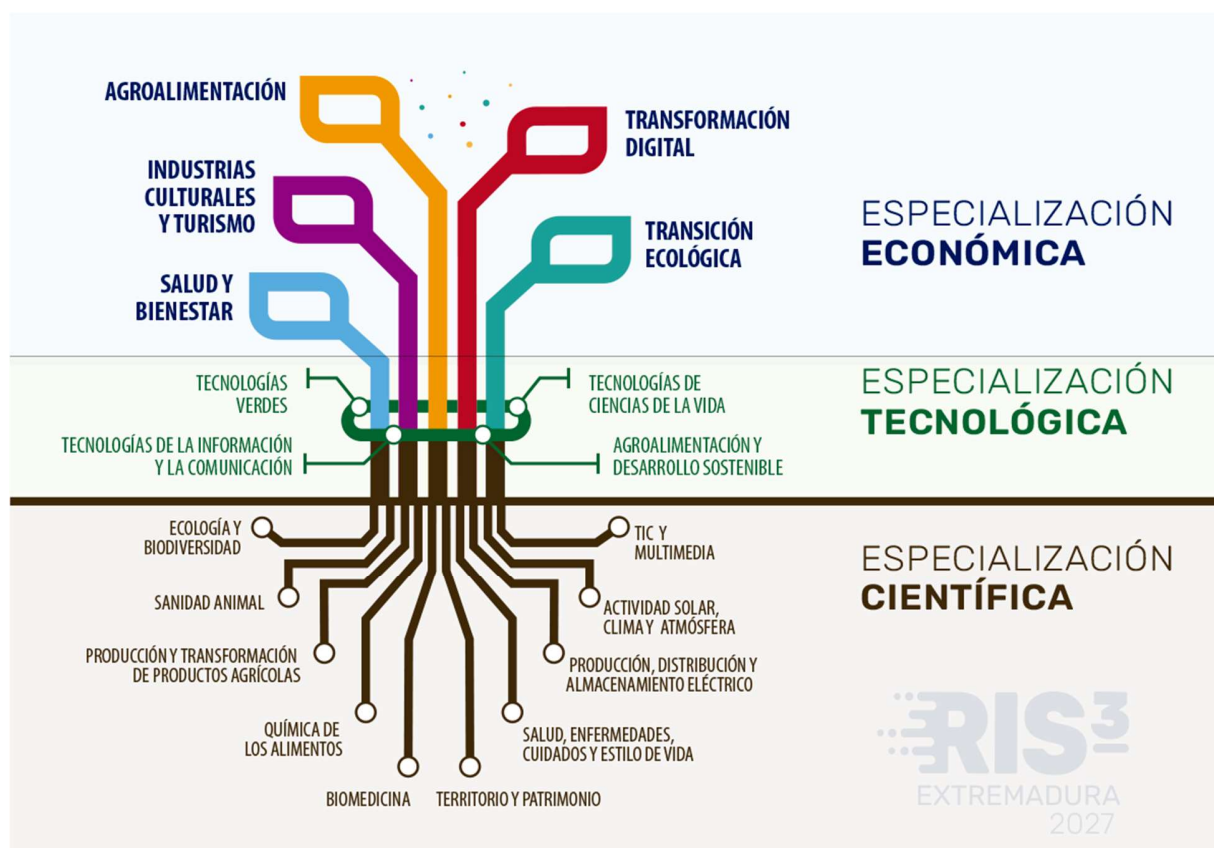 AGROALIMENTACIÓN
TRANSFORMACIÓN
DIGITAL
INDUSTRIAS
CULTURALES
Y TURISMO
TRANSICIÓN
ECOLÓGICA
SALUD Y
BIENESTAR
ESPECIALIZACIÓN
ECONÓMICA
TECNOLOGÍAS
VERDES
TECNOLOGÍAS DE
CIENCIAS DE LA VIDA
TECNOLOGÍAS DE LA INFORMACIÓN
Y LA COMUNICACIÓN
AGROALIMENTACIÓN Y
DESARROLLO SOSTENIBLE
ESPECIALIZACIÓN
TECNOLÓGICA
ECOLOGÍA Y
BIODIVERSIDAD
TIC Y
MULTIMEDIA
SANIDAD ANIMAL
ACTIVIDAD SOLAR,
CLIMA Y ATMÓSFERA
PRODUCCIÓN Y TRANSFORMACIÓN
DE PRODUCTOS AGRÍCOLAS
PRODUCCIÓN, DISTRIBUCIÓN Y
ALMACENAMIENTO ELÉCTRICO
QUÍMICA DE
LOS ALIMENTOS
SALUD, ENFERMEDADES,
CUIDADOS Y ESTILO DE VIDA
BIOMEDICINA
TERRITORIO Y PATRIMONIO
ESPECIALIZACIÓN
CIENTÍFICA
RIS3
EXTREMADURA
2027